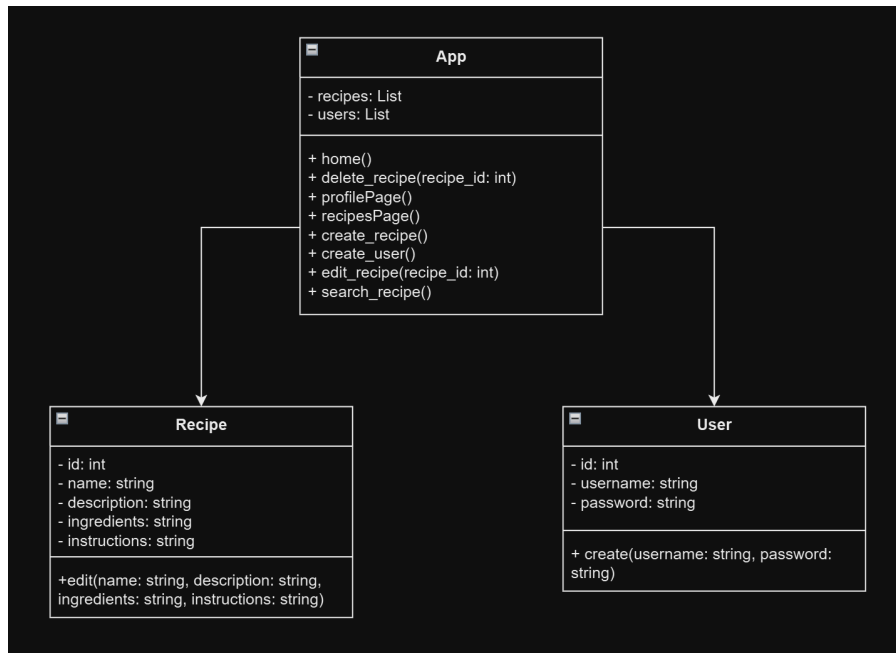 App
- recipes: List
- users: List
+ home()
+ delete_recipe(recipe_id: int)
+ profilePage()
+ recipesPage()
+ create_recipe()
+ create_user()
+ edit_recipe(recipe_id: int)
+ search_recipe()
Recipe
- id: int
- name: string
- description: string
- ingredients: string
- instructions: string
+edit(name: string, description: string,
ingredients: string, instructions: string)
User
- id: int
- username: string
- password: string
+ create(username: string, password:
string)